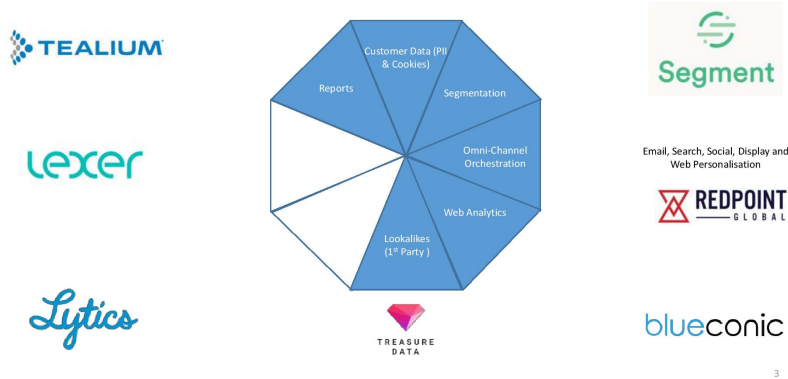 TEALIUM
Customer Data (PII
& Cookies)
Segment
Reports
Segmentation
lexer
Omni-Channel
Orchestration
Email, Search, Social, Display and
Web Personalisation
REDPOINT
GLOBAL
Web Analytics
Lookalikes
(1st Party )
Lytics
TREASURE
DATA
blueconic
3